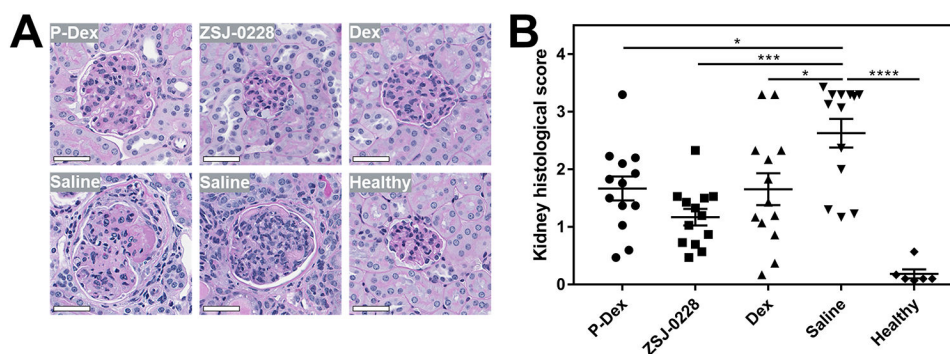 A
P-Dex
ZSJ-0228
Dex
Saline
Saline
Healthy
B
Kidney histological score
4
3
2
1
0
*
***
* ****
P-Dex
ZSJ-0228
Dex
Saline
Healthy